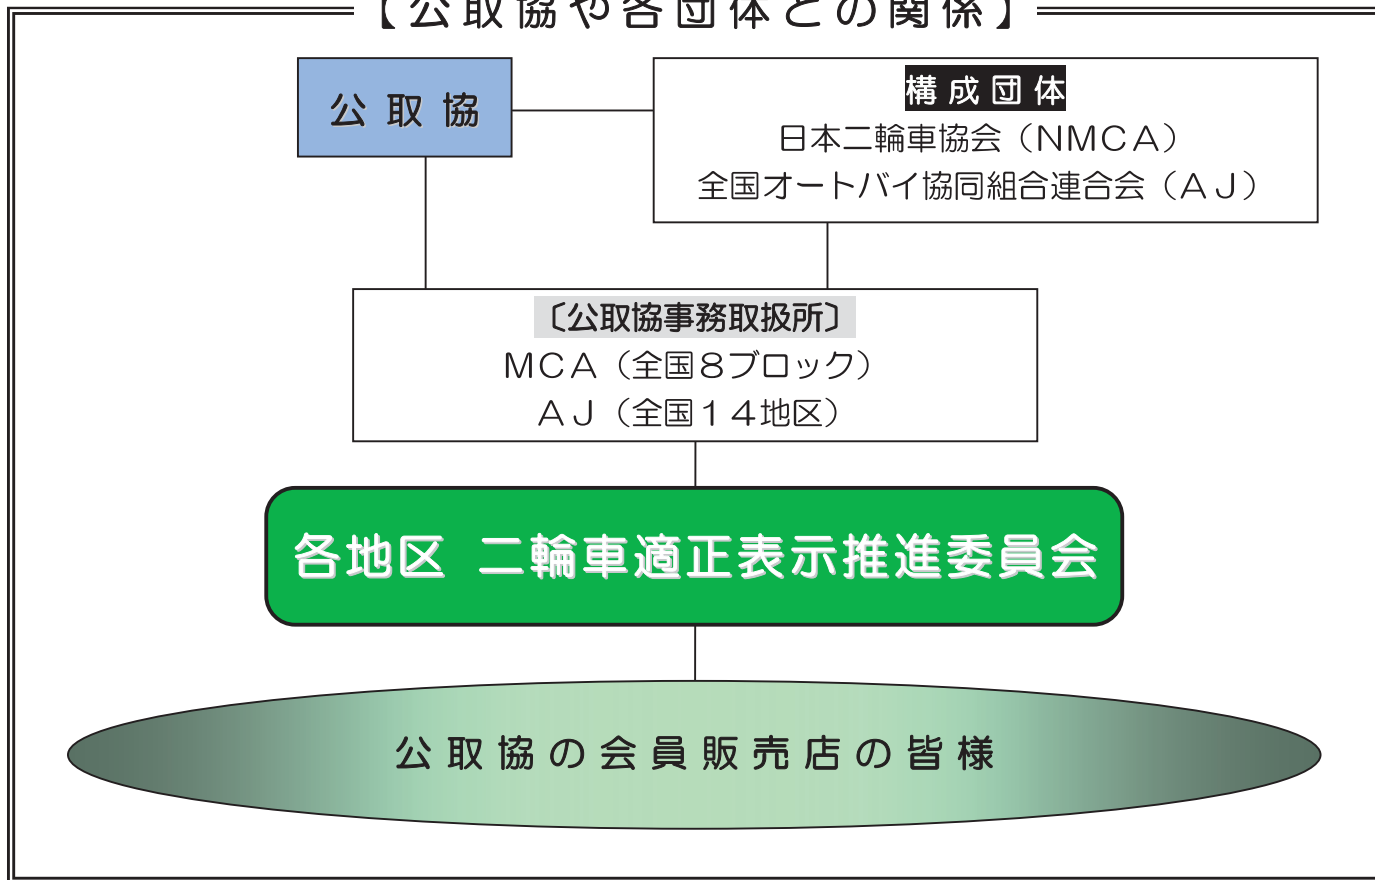 【公取協や各団体との関係】
公取協
構成団体
日本二輪車協会（ＮＭＣＡ）
全国オートバイ協同組合連合会（ＡＪ）
〔公取協事務取扱所〕
ＭＣＡ（全国８ブロック）
ＡＪ（全国１４地区）
各地区 二輪車適正表示推進委員会
公取協の会員販売店の皆様